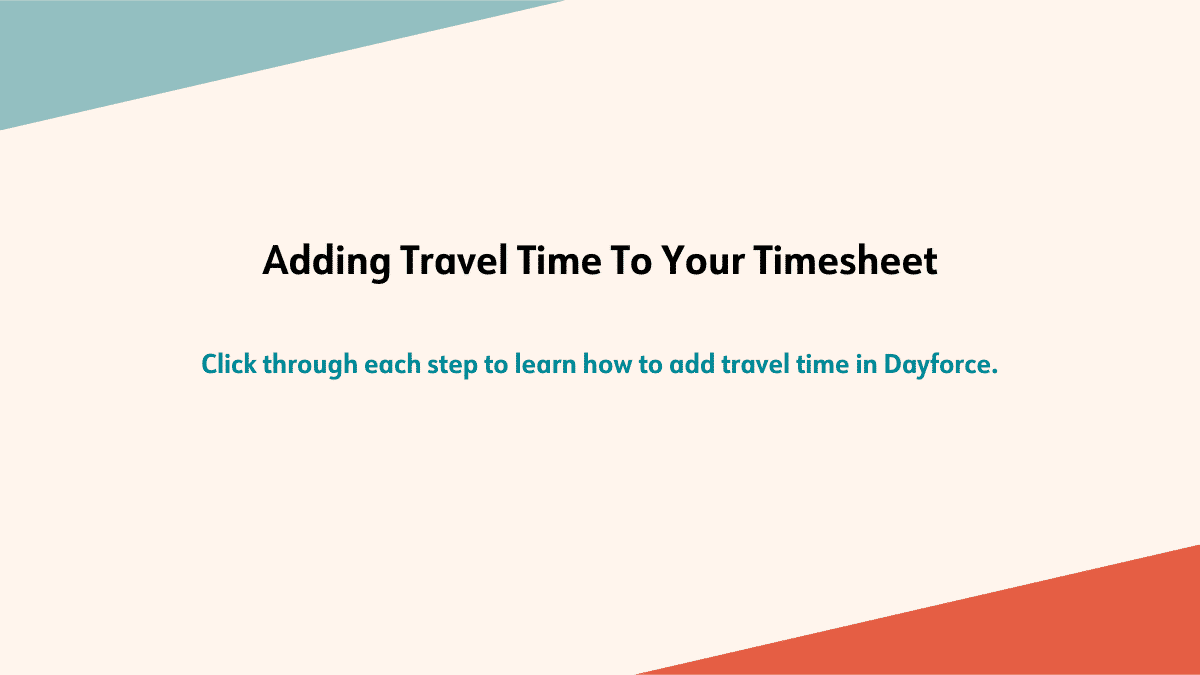 Adding Travel Time To Your Timesheet
Click through each step to learn how to add travel time in Dayforce.